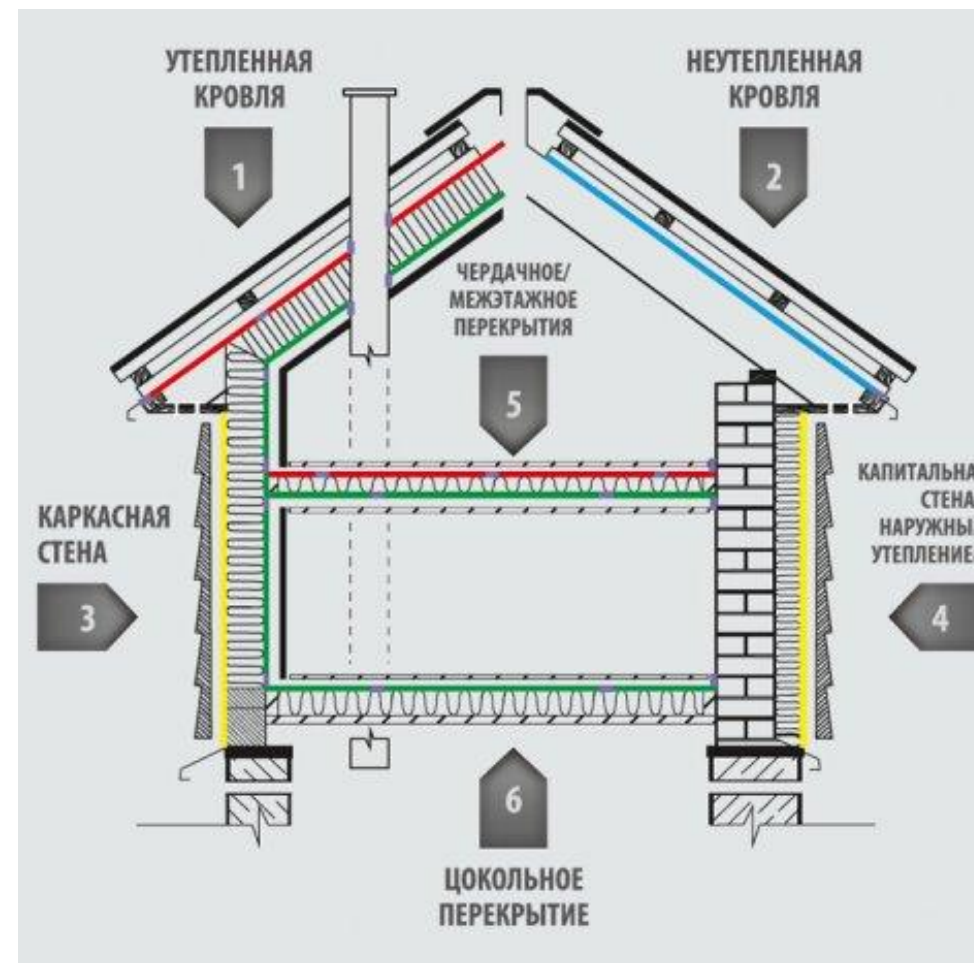 УТЕПЛЕННАЯ
КРОВЛЯ
1
НЕУТЕПЛЕННАЯ
КРОВЛЯ
2
ЧЕРДАЧНОЕ/
МЕЖЭТАЖНОЕ
ПЕРЕКРЫТИЯ
5
КАРКАСНАЯ
СТЕНА
3
КАПИТАЛЬНА
СТЕНА
НАРУЖНЫ
УТЕПЛЕНИЕ
4
6
ЦОКОЛЬНОЕ
ПЕРЕКРЫТИЕ